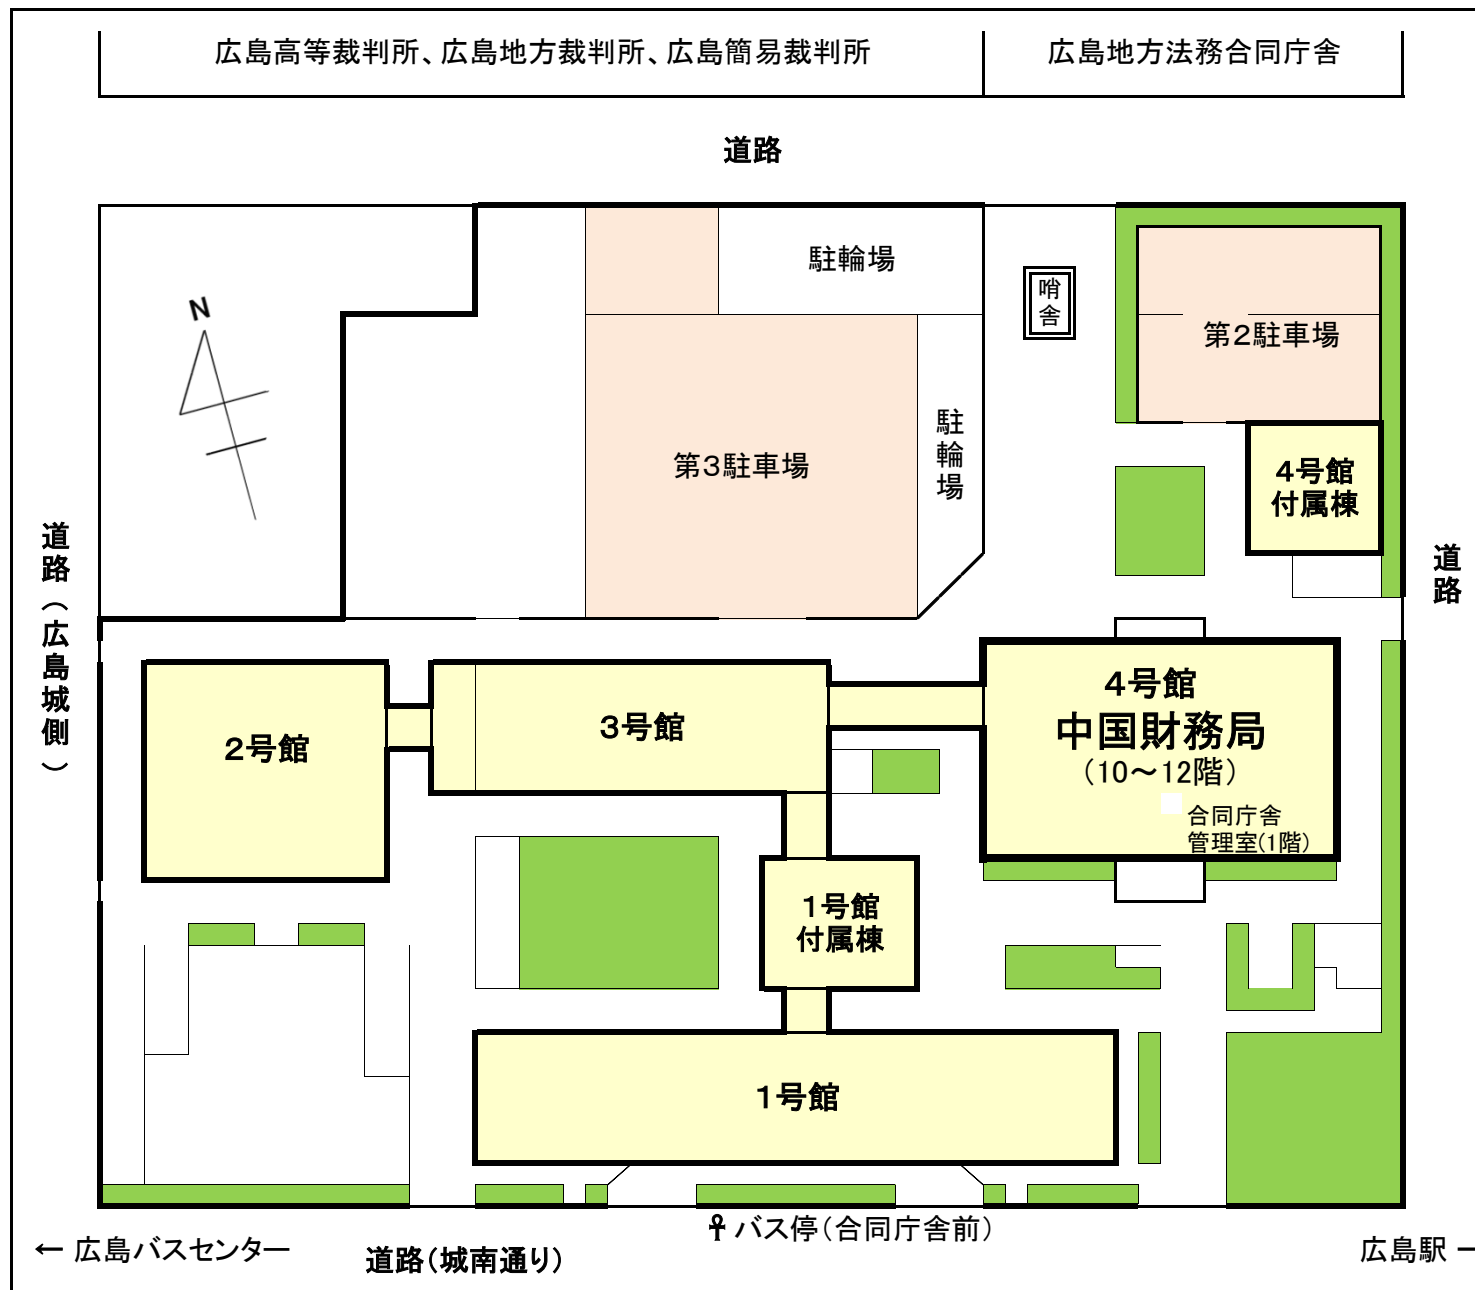 広島高等裁判所、広島地方裁判所、広島簡易裁判所
広島地方法務合同庁舎
道路
駐輪場
哨舎
N
第2駐車場
駐輪場
第3駐車場
4号館
付属棟
道路(広島城側)
道路
2号館
3号館
4号館
中国財務局
(10～12階)
合同庁舎
管理室(1階)
1号館
付属棟
1号館
バス停(合同庁舎前)
← 広島バスセンター
道路(城南通り)
広島駅 →